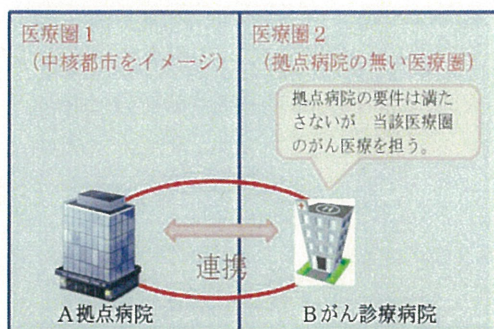 医療圏1
(中核都市をイメージ)
医療圏2
(拠点病院の無い医療圏)
拠点病院の要件は満た
さないが 当該医療圏
のがん医療を担う。
連携
A拠点病院
Bがん診療病院
H